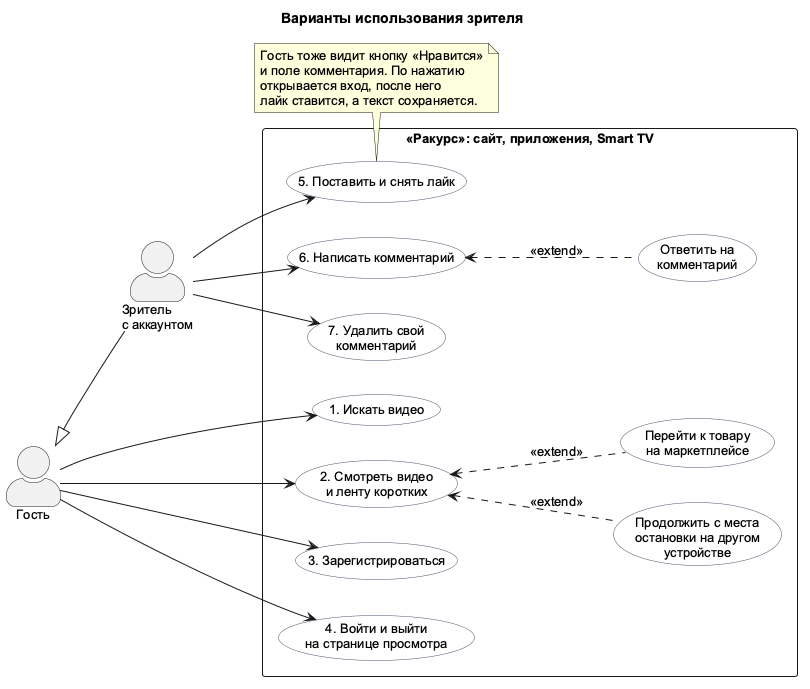 Варианты использования зрителя
Гость тоже видит кнопку «Нравится»
и поле комментария. По нажатию
открывается вход, после него
лайк ставится, а текст сохраняется.
«Ракурс»: сайт, приложения, Smart TV
5. Поставить и снять лайк
6. Написать комментарий
«extend»
Ответить на
комментарий
Зритель
с аккаунтом
7. Удалить свой
комментарий
1. Искать видео
«extend»
Перейти к товару
на маркетплейсе
2. Смотреть видео
и ленту коротких
«extend»
Продолжить с места
остановки на другом
устройстве
Гость
3. Зарегистрироваться
4. Войти и выйти
на странице просмотра